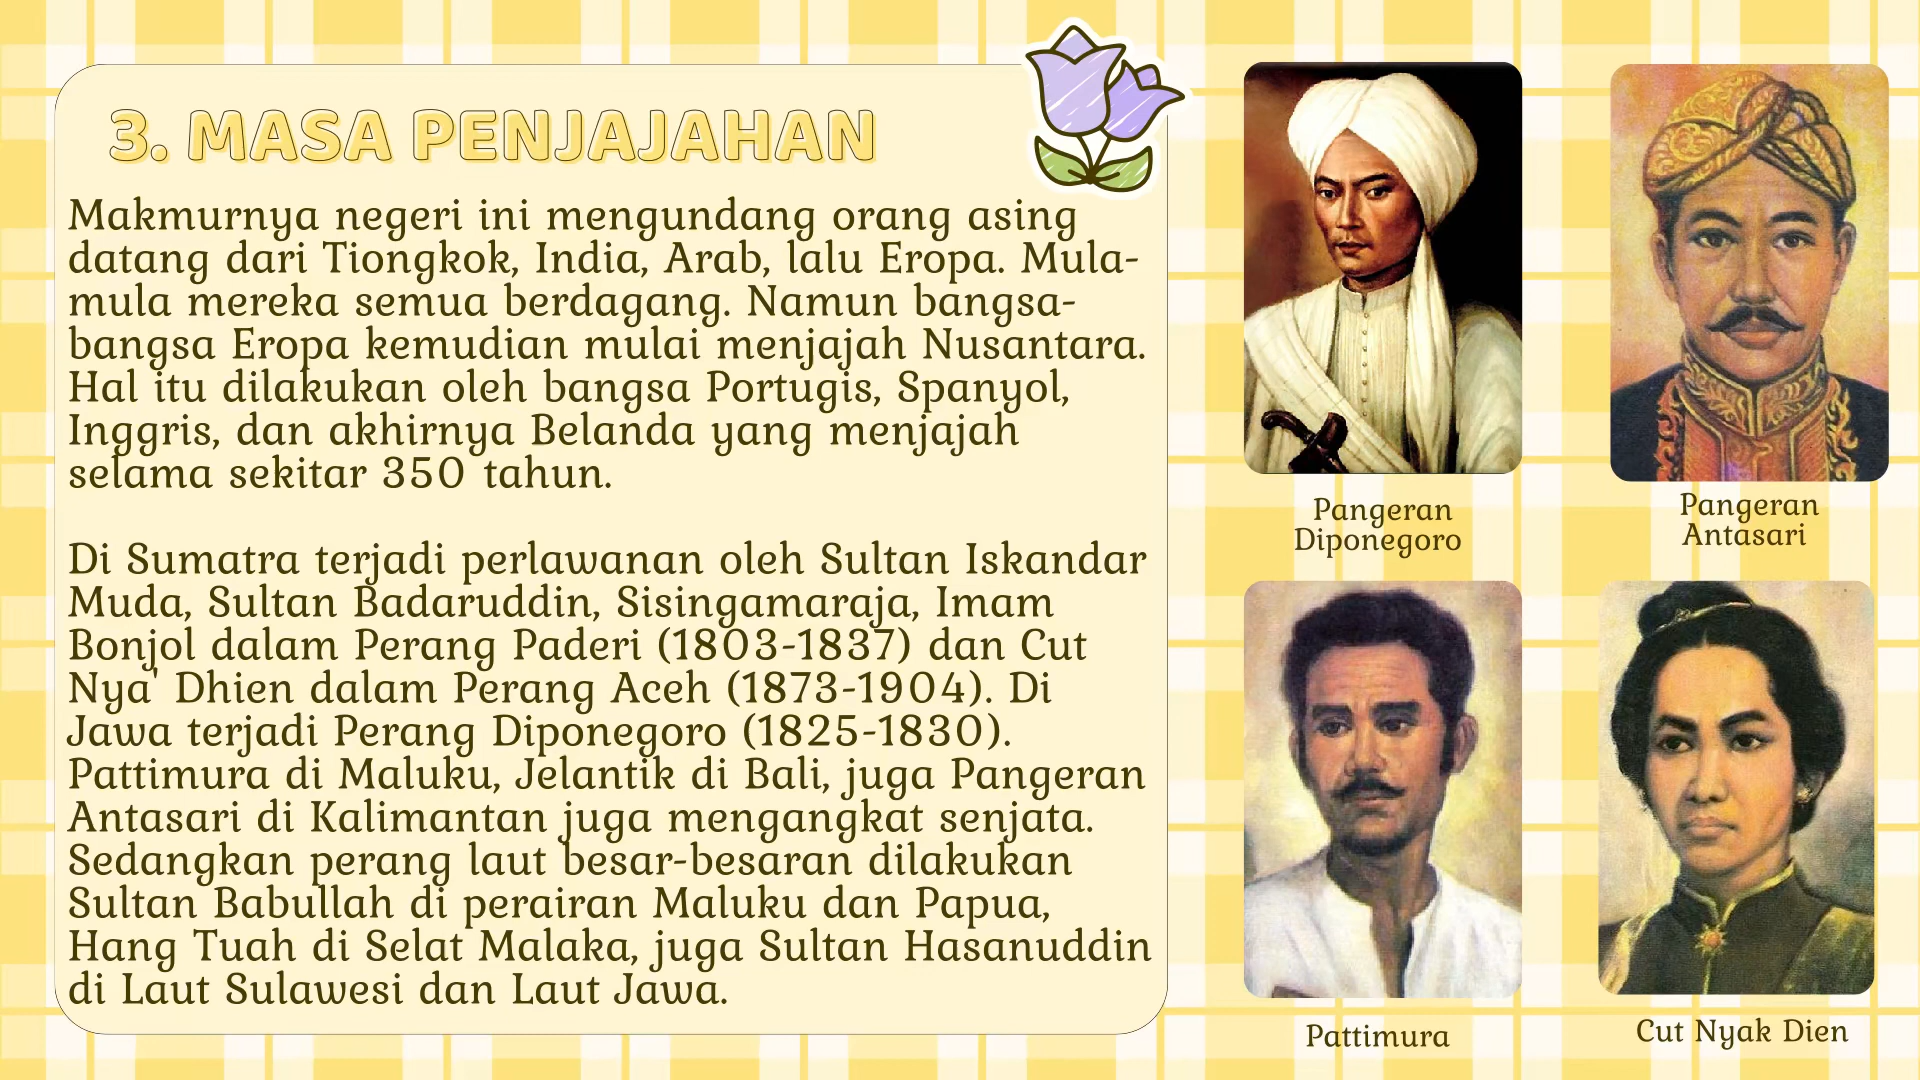 3. MASA PENJAJAHAN
Makmurnya negeri ini mengundang orang asing
datang dari Tiongkok, India, Arab, lalu Eropa. Mula-
mula mereka semua berdagang. Namun bangsa-
bangsa Eropa kemudian mulai menjajah Nusantara.
Hal itu dilakukan oleh bangsa Portugis, Spanyol,
Inggris, dan akhirnya Belanda yang menjajah
selama sekitar 350 tahun.
Di Sumatra terjadi perlawanan oleh Sultan Iskandar
Muda, Sultan Badaruddin, Sisingamaraja, Imam
Bonjol dalam Perang Paderi (1803-1837) dan Cut
Nya' Dhien dalam Perang Aceh (1873-1904). Di
Jawa terjadi Perang Diponegoro (1825-1830).
Pattimura di Maluku, Jelantik di Bali, juga Pangeran
Antasari di Kalimantan juga mengangkat senjata.
Sedangkan perang laut besar-besaran dilakukan
Sultan Babullah di perairan Maluku dan Papua,
Hang Tuah di Selat Malaka, juga Sultan Hasanuddin
di Laut Sulawesi dan Laut Jawa.
Pangeran
Diponegoro
Pangeran
Antasari
Pattimura
Cut Nyak Dien